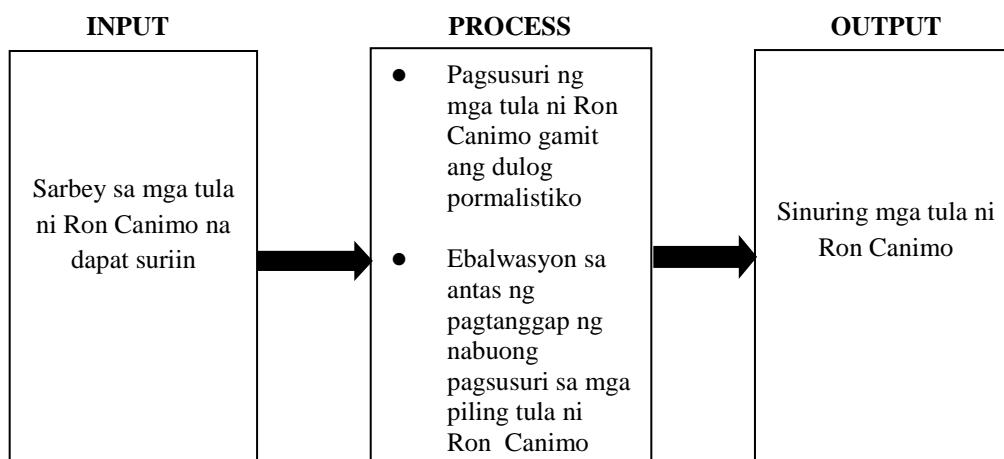 INPUT
PROCESS
OUTPUT
Sarbey sa mga tula
ni Ron Canimo na
dapat suriin
● Pagsusuri ng
mga tula ni Ron
Canimo gamit
ang dulog
pormalistiko
● Ebalwasyon sa
antas ng
pagtanggap ng
nabuong
pagsusuri sa mga
piling tula ni
Ron Canimo
Sinuring mga tula ni
Ron Canimo